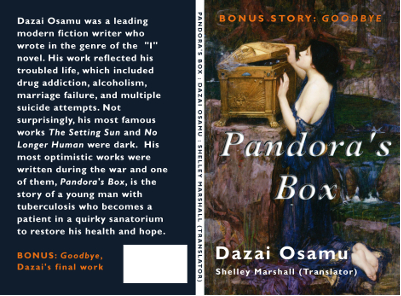 Dazai Osamu was a leading
modern fiction writer who
wrote in the genre of the "I"
novel. His work reflected his
troubled life, which included
drug addiction, alcoholism,
marriage failure, and multiple
suicide attempts. Not
surprisingly, his most famous
works The Setting Sun and No
Longer Human were dark. His
most optimistic works were
written during the war and one
of them, Pandora's Box, is the
story of a young man with
tuberculosis who becomes a
patient in a quirky sanatorium
to restore his health and hope.
BONUS: Goodbye,
Dazai's final work
PANDORA'S BOX : DAZAI OSAMU - SHELLEY MARSHALL (TRANSLATOR)
BONUS STORY: GOODBYE
Pandora's
Box
Dazai Osamu
Shelley Marshall (Translator)